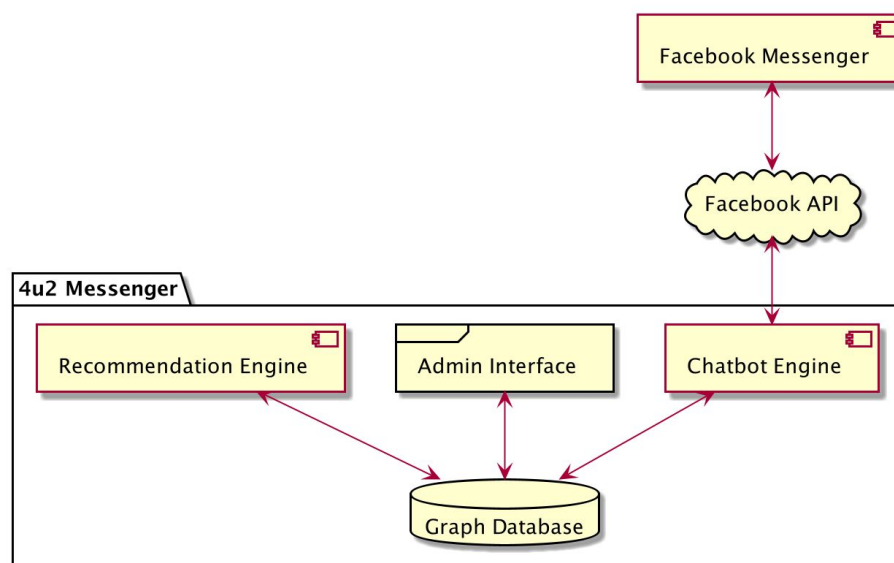 Facebook Messenger
Facebook API
4u2 Messenger
Recommendation Engine
Admin Interface
Chatbot Engine
Graph Database